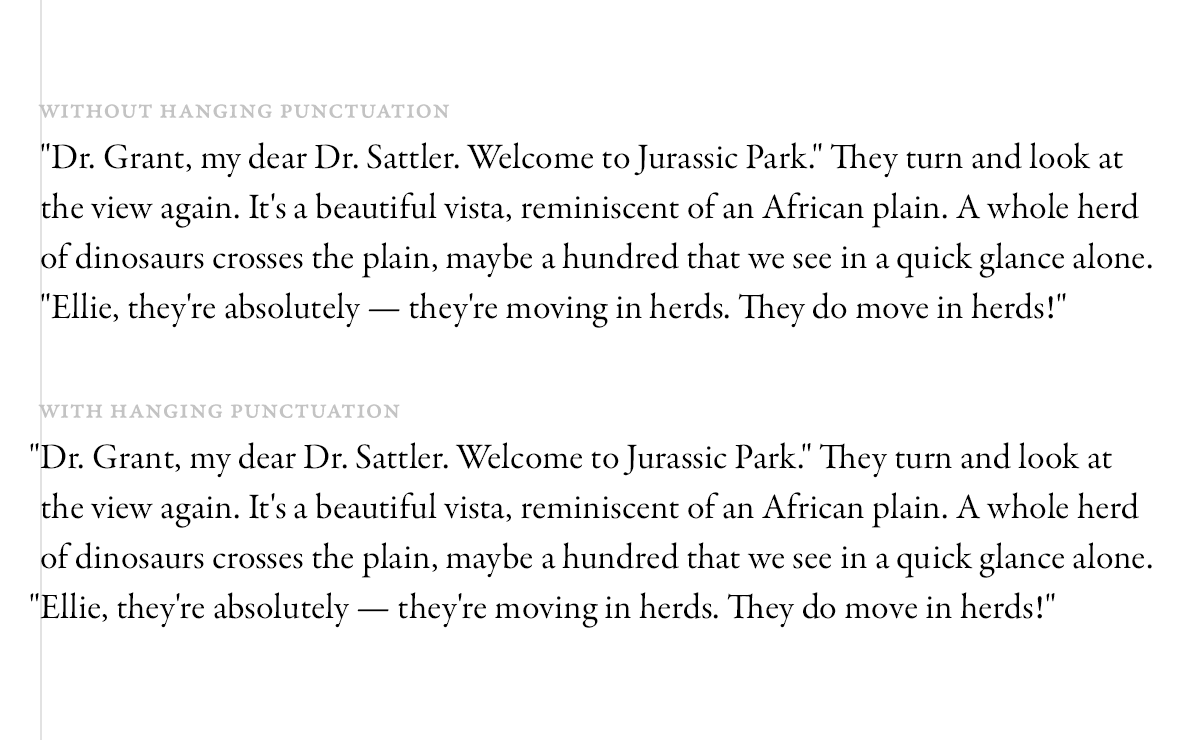 WITHOUT HANGING PUNCTUATION
"Dr. Grant, my dear Dr. Sattler. Welcome to Jurassic Park." They turn and look at
the view again. It's a beautiful vista, reminiscent of an African plain. A whole herd
of dinosaurs crosses the plain, maybe a hundred that we see in a quick glance alone.
"Ellie, they're absolutely — they're moving in herds. They do move in herds!"
WITH HANGING PUNCTUATION
"Dr. Grant, my dear Dr. Sattler. Welcome to Jurassic Park." They turn and look at
the view again. It's a beautiful vista, reminiscent of an African plain. A whole herd
of dinosaurs crosses the plain, maybe a hundred that we see in a quick glance alone.
"Ellie, they're absolutely — they're moving in herds. They do move in herds!"